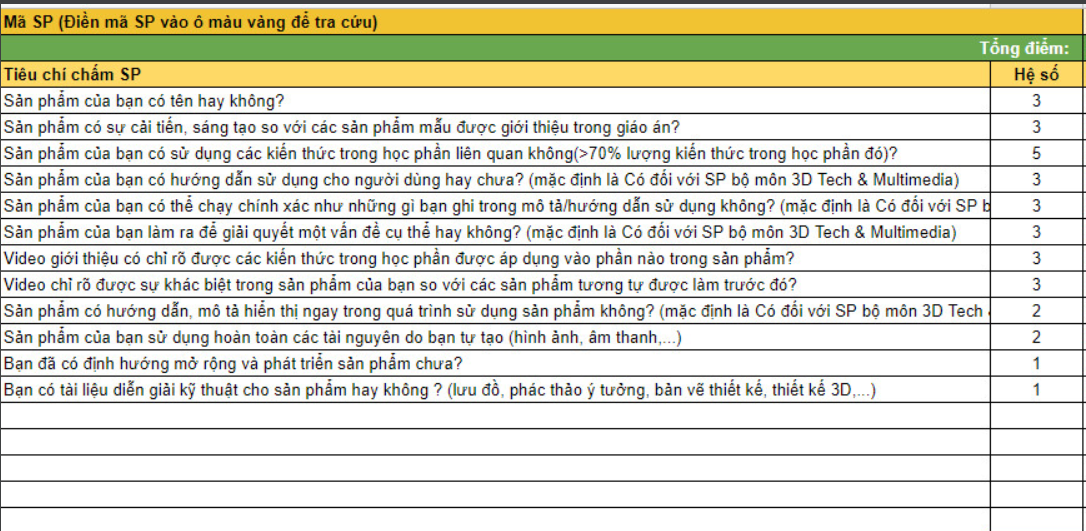 Mã SP (Điền mã SP vào ô màu vàng để tra cứu)
Tổng điểm:
Tiêu chí chấm SP Hệ số
Sản phẩm của bạn có tên hay không? 3
Sản phẩm có sự cải tiến, sáng tạo so với các sản phẩm mẫu được giới thiệu trong giáo án? 3
Sản phẩm của bạn có sử dụng các kiến thức trong học phần liên quan không(>70% lượng kiến thức trong học phần đó)? 5
Sản phẩm của bạn có hướng dẫn sử dụng cho người dùng hay chưa? (mặc định là Có đối với SP bộ môn 3D Tech & Multimedia) 3
Sản phẩm của bạn có thể chạy chính xác như những gì bạn ghi trong mô tả/hướng dẫn sử dụng không? (mặc định là Có đối với SP b 3
Sản phẩm của bạn làm ra để giải quyết một vấn đề cụ thể hay không? (mặc định là Có đối với SP bộ môn 3D Tech & Multimedia) 3
Video giới thiệu có chỉ rõ được các kiến thức trong học phần được áp dụng vào phần nào trong sản phẩm? 3
Video chỉ rõ được sự khác biệt trong sản phẩm của bạn so với các sản phẩm tương tự được làm trước đó? 3
Sản phẩm có hướng dẫn, mô tả hiển thị ngay trong quá trình sử dụng sản phẩm không? (mặc định là Có đối với SP bộ môn 3D Tech 2
Sản phẩm của bạn sử dụng hoàn toàn các tài nguyên do bạn tự tạo (hình ảnh, âm thanh,...) 2
Bạn đã có định hướng mở rộng và phát triển sản phẩm chưa? 1
Bạn có tài liệu diễn giải kỹ thuật cho sản phẩm hay không ? (lưu đồ, phác thảo ý tưởng, bản vẽ thiết kế, thiết kế 3D,...) 1